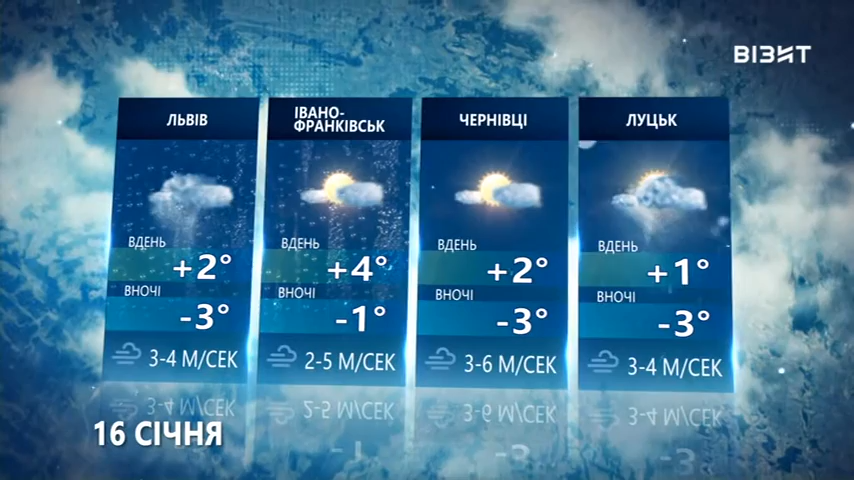 ВІЗИТ
ЛЬВІВ
ВДЕНЬ
+2°
ВНОЧІ
-3°
3-4 М/СЕК
ІВАНО-
ФРАНКІВСЬК
ВДЕНЬ
+4°
ВНОЧІ
-1°
2-5 М/СЕК
ЧЕРНІВЦІ
ВДЕНЬ
+2°
ВНОЧІ
-3°
3-6 М/СЕК
ЛУЦЬК
ВДЕНЬ
+1°
ВНОЧІ
-3°
3-4 М/СЕК
16 СІЧНЯ